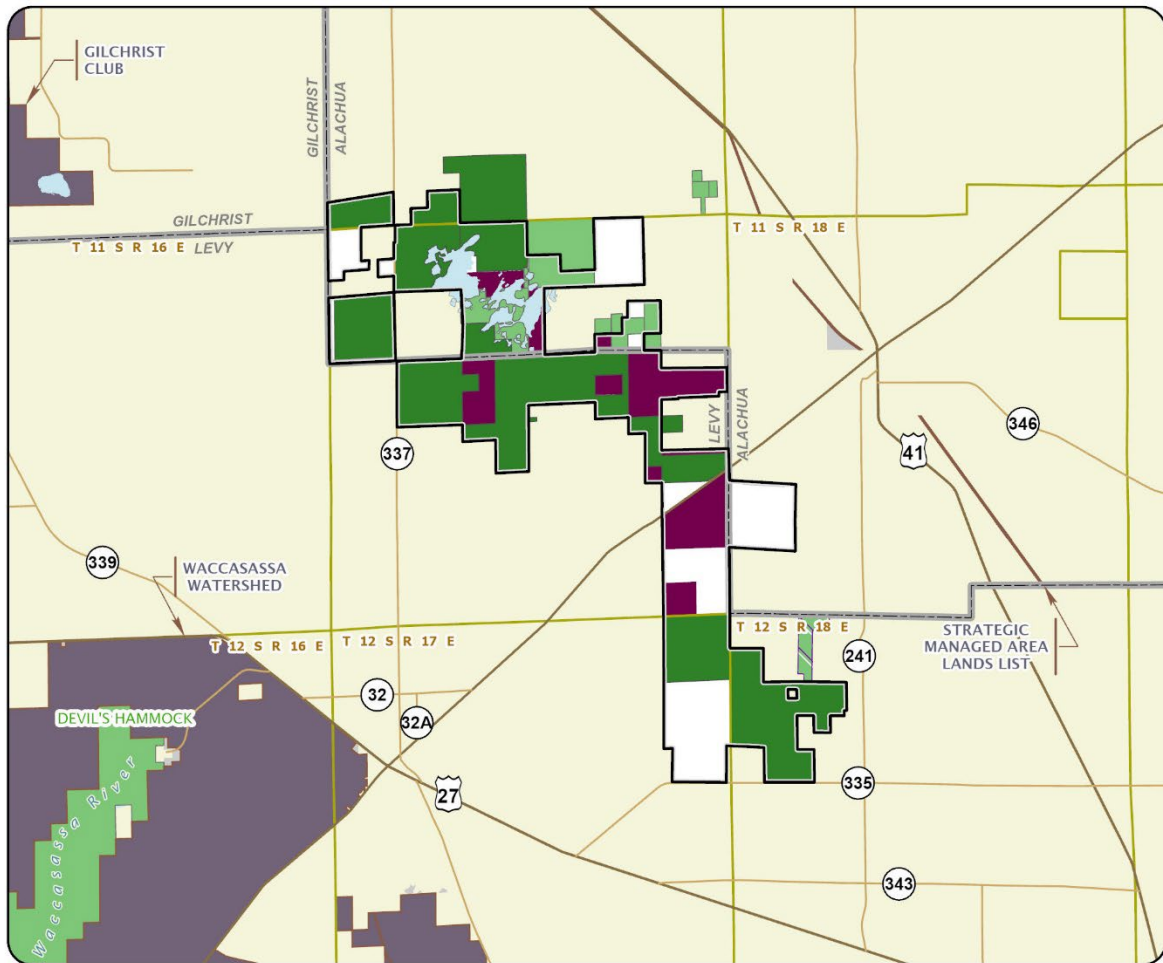 GILCHRIST
CLUB
GILCHRIST
ALACHUA
GILCHRIST
LEVY
T 11 S R 16 E
T 11 S R 18 E
346
41
LEVY
ALACHUA
337
339
WACCASASSA
WATERSHED
T 12 S R 16 E
T 12 S R 17 E
T 12 S R 18 E
STRATEGIC
MANAGED AREA
LANDS LIST
241
32
32A
DEVIL'S HAMMOCK
27
335
343
Waccasassa River